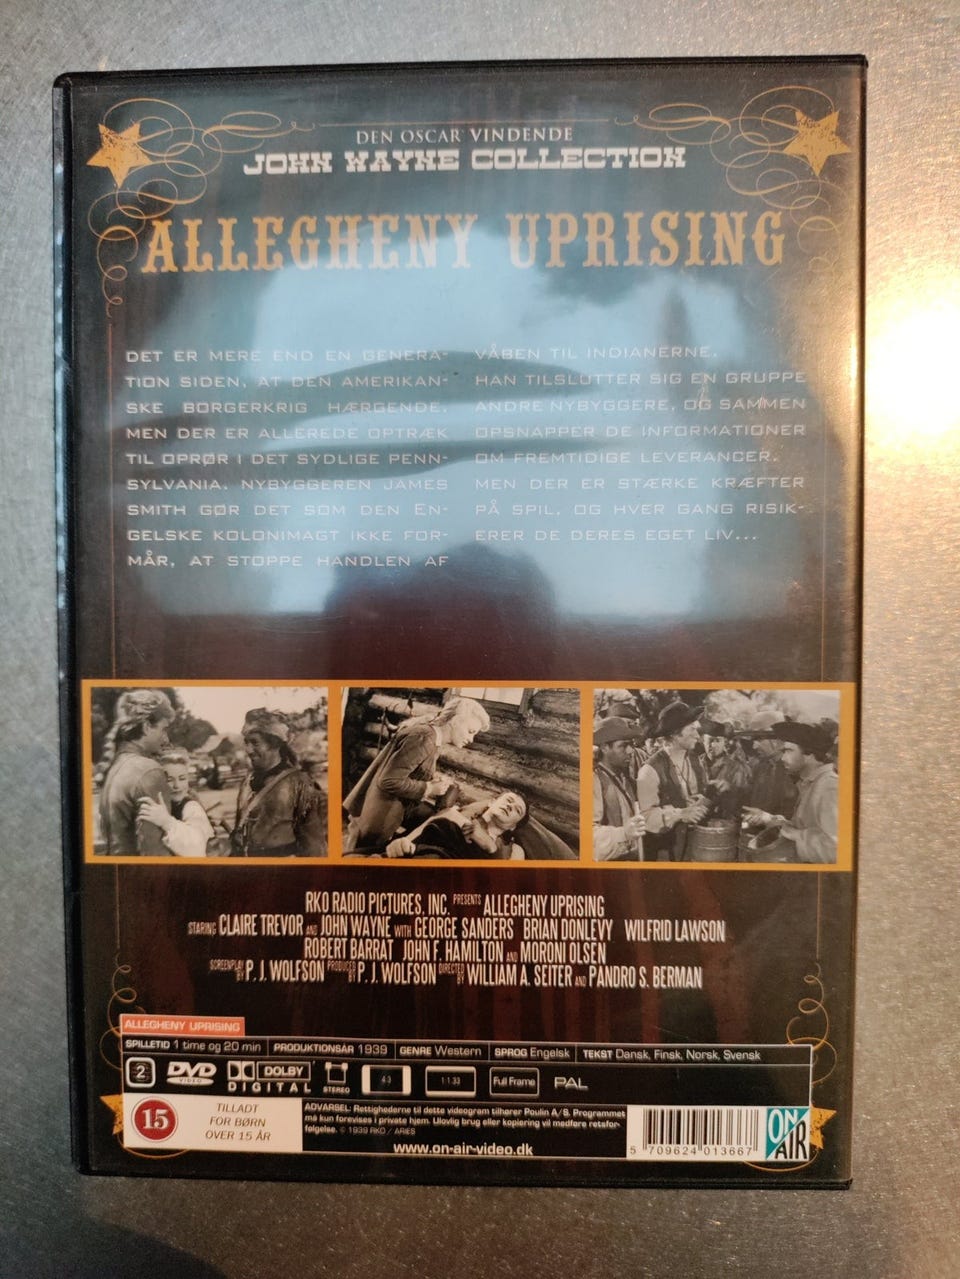 DEN OSCAR VINDENDE
JOHN WAYNE COLLECTION
ALLEGHENY UPRISING
DET ER MERE END EN GENERA-
TION SIDEN, AT DEN AMERIKAN-
SKE BORGERKRIG HÆRGENDE,
MEN DER ER ALLEREDE OPTRÆK
TIL OPRØR I DET SYDLIGE PENN-
SYLVANIA. NYBYGGEREN JAMES
SMITH GØR DET SOM DEN EN-
GELSKE KOLONIMAGT IKKE FOR-
MÅR, AT STOPPE HANDLEN AF
VÅBEN TIL INDIANERNE.
HAN TILSLUTTER SIG EN GRUPPE
ANDRE NYBYGGERE, OG SAMMEN
OPSNAPPER DE INFORMATIONER
OM FREMTIDIGE LEVERANCER.
MEN DER ER STÆRKE KRÆFTER
PÅ SPIL, OG HVER GANG RISIK-
ERER DE DERES EGET LIV...
RKO RADIO PICTURES, INC. PRESENTS ALLEGHENY UPRISING
STARING CLAIRE TREVOR AND JOHN WAYNE WITH GEORGE SANDERS BRIAN DONLEVY WILFRID LAWSON
ROBERT BARRAT JOHN F. HAMILTON AND MORONI OLSEN
SCREENPLAY BY P. J. WOLFSON PRODUCED BY P. J. WOLFSON DIRECTED BY WILLIAM A. SEITER AND PANDRO S. BERMAN
ALLEGHENY UPRISING
SPILLETID 1 time og 20 min PRODUKTIONSÅR 1939 GENRE Western SPROG Engelsk TEKST Dansk, Finsk, Norsk, Svensk
2 DVD VIDEO DOLBY DIGITAL STEREO 4:3 1:1.33 Full Frame PAL
15
TILLADT
FOR BØRN
OVER 15 ÅR
ADVARSEL: Rettighederne til dette videogram tilhører Poulin A/S. Programmet
må kun forevises i private hjem. Ulovlig brug eller kopiering vil medføre retsfor-
følgelse. © 1939 RKO / ARIES
www.on-air-video.dk
5 709624 013667
ON
AIR